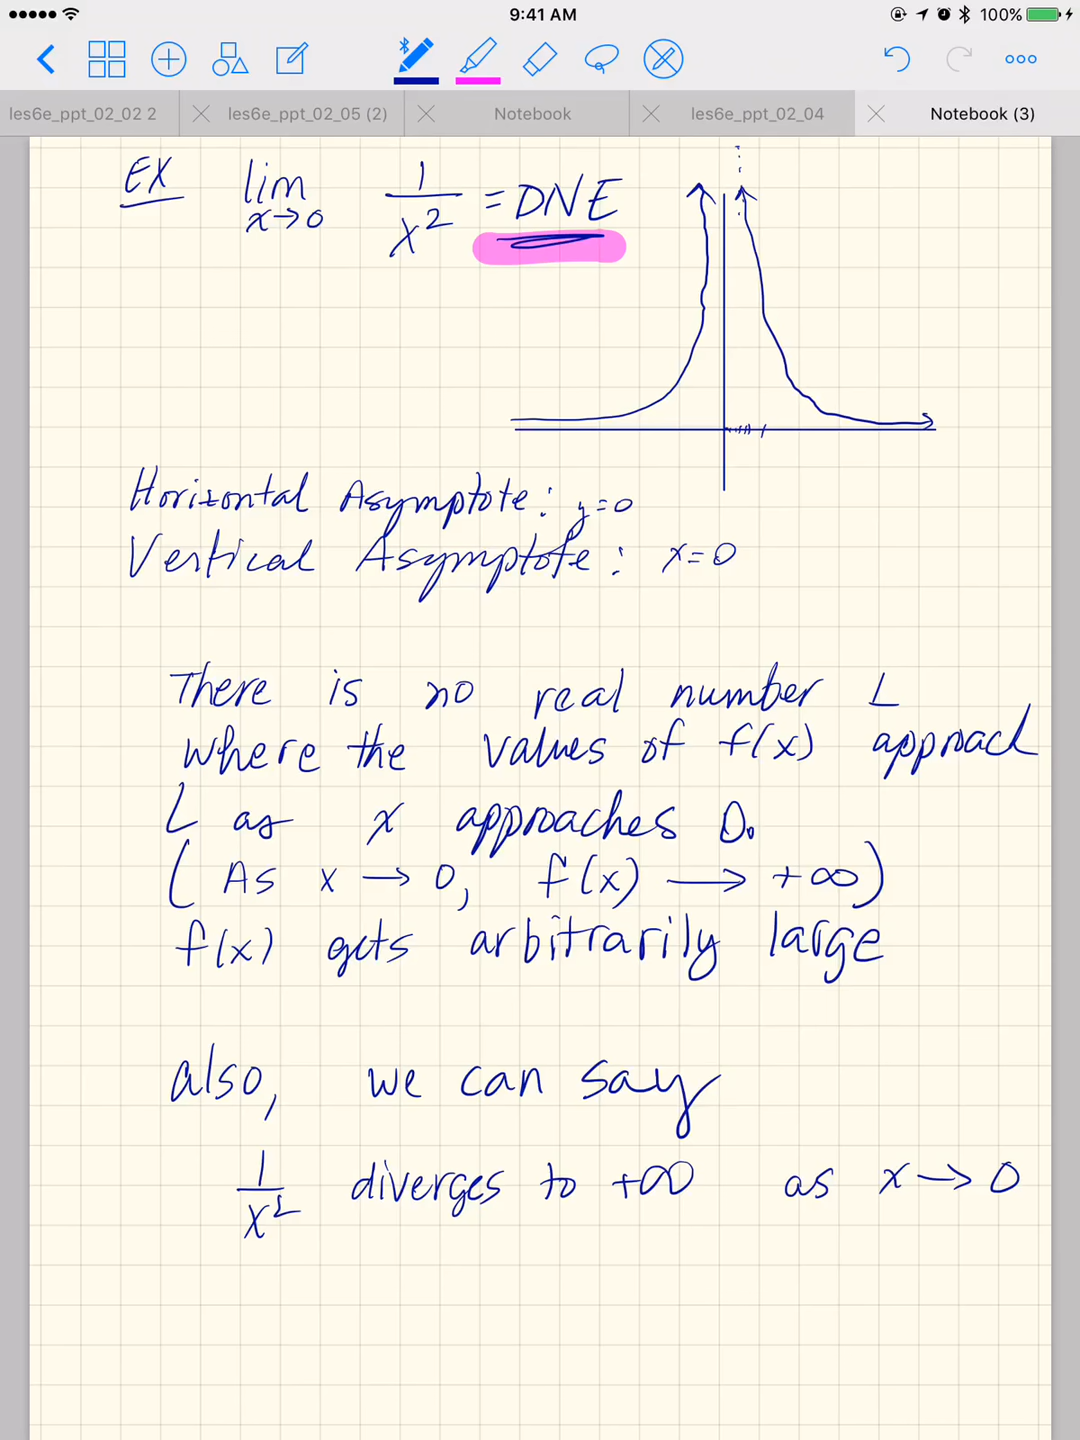 9:41 AM
100%
les6e_ppt_02_02 2
les6e_ppt_02_05 (2)
Notebook
les6e_ppt_02_04
Notebook (3)
EX lim x→0 1/x² = DNE
Horizontal Asymptote: y=0
Vertical Asymptote: x=0
There is no real number L
where the values of f(x) approach
L as x approaches 0.
(As x → 0, f(x) → +∞)
f(x) gets arbitrarily large
also, we can say
1/x² diverges to +∞ as x → 0